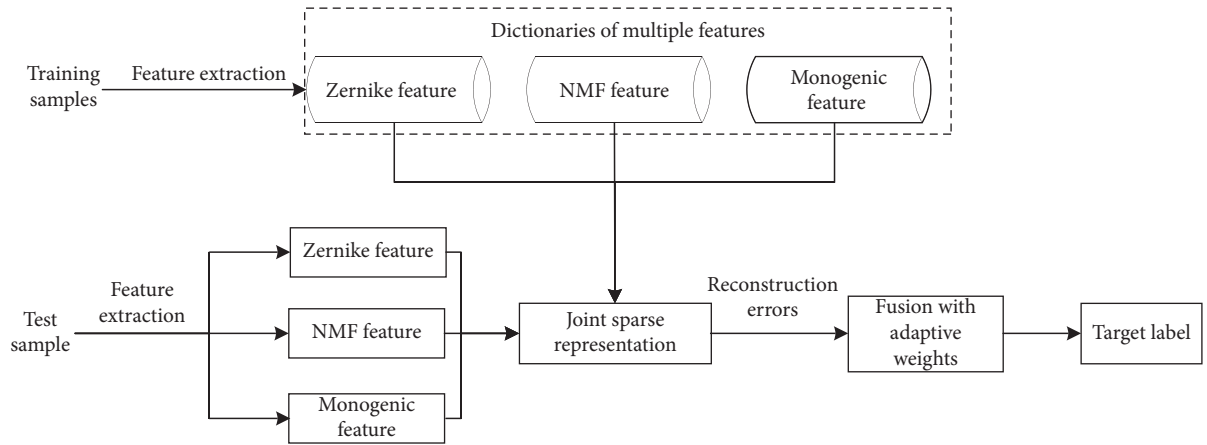 Dictionaries of multiple features
Training
samples
Feature extraction
Zernike feature
NMF feature
Monogenic
feature
Test
sample
Feature
extraction
Zernike feature
NMF feature
Monogenic
feature
Joint sparse
representation
Reconstruction
errors
Fusion with
adaptive
weights
Target label